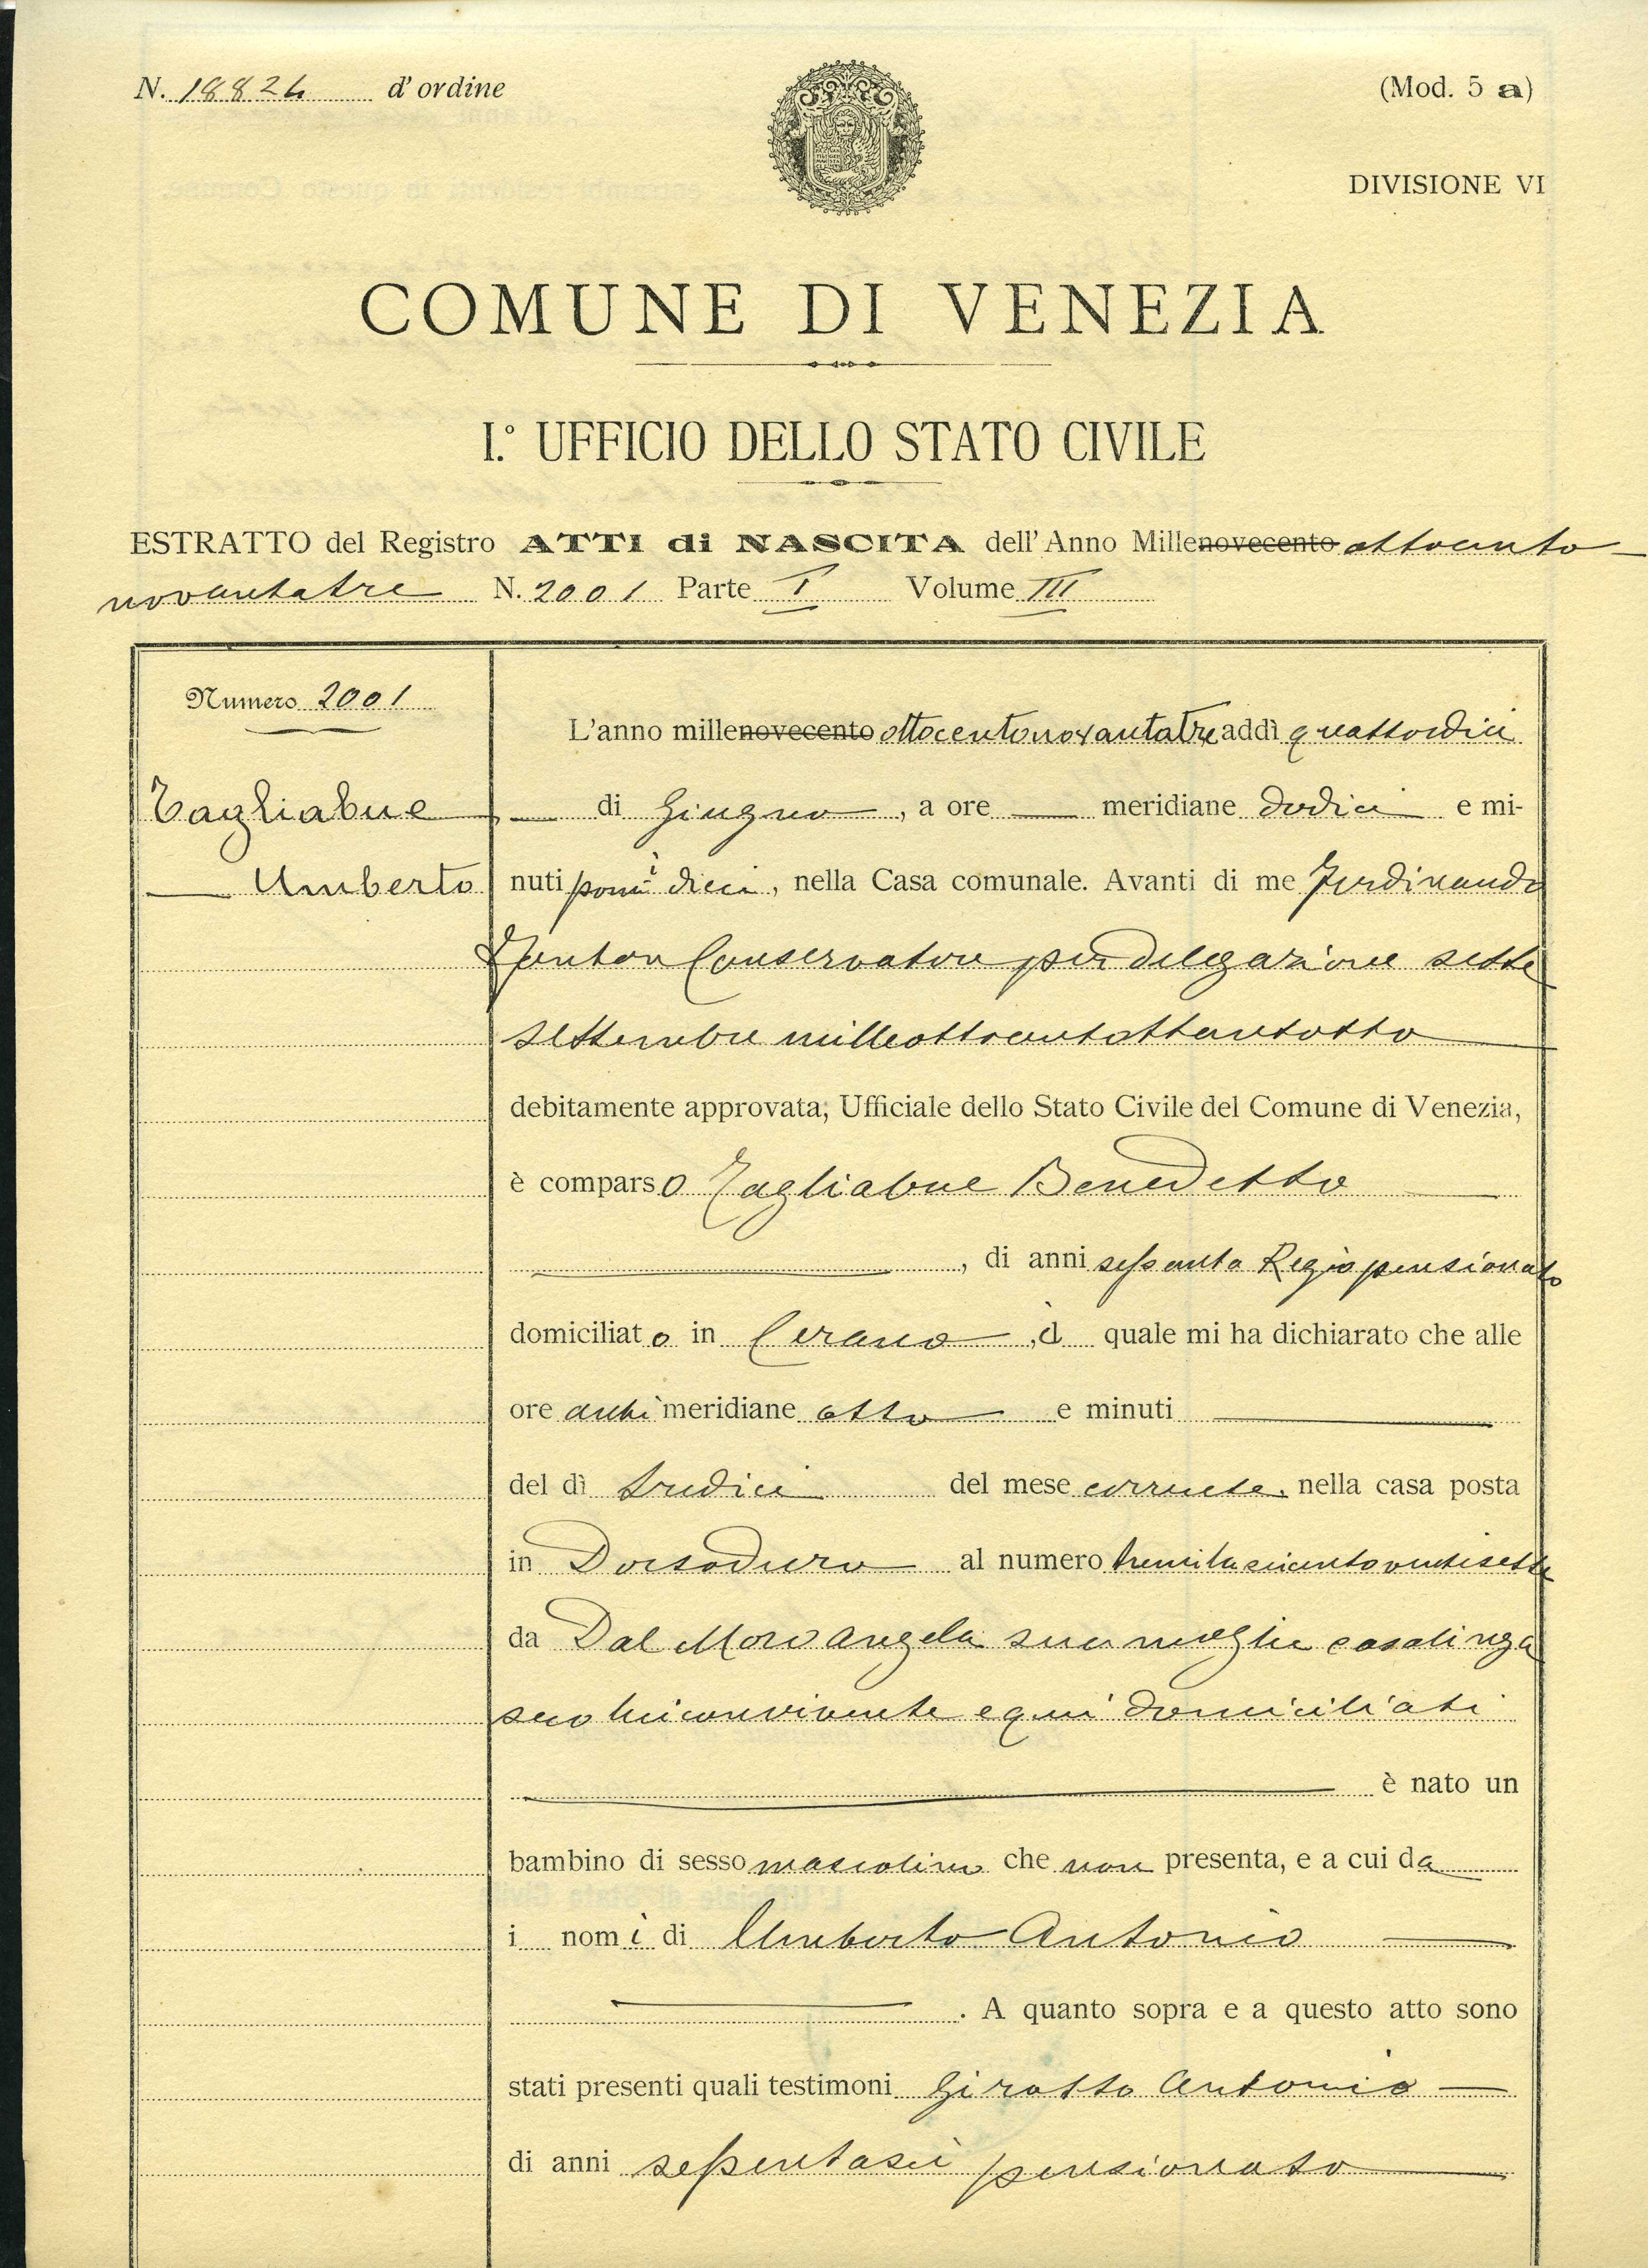 N. 18824 d'ordine
(Mod. 5 a)
DIVISIONE VI
COMUNE DI VENEZIA
I.° UFFICIO DELLO STATO CIVILE
ESTRATTO del Registro ATTI di NASCITA dell'Anno Millenovecento ottocento
novantatre N. 2001 Parte I Volume III
Numero 2001
Tagliabue
Umberto
L'anno millenovecento ottocentonovantatre addì quattordici
di Giugno, a ore meridiane dodici e mi-
nuti pomi dieci, nella Casa comunale. Avanti di me Ferdinando
Conservatore per delegazione sette
settembre milleottocentottantotto
debitamente approvata, Ufficiale dello Stato Civile del Comune di Venezia,
è comparso Tagliabue Benedetto
, di anni sessanta Regio pensionato
domiciliato in , il quale mi ha dichiarato che alle
ore anti meridiane otto e minuti
del dì tredici del mese corrente, nella casa posta
in Dorsoduro al numero tremilaseicentoventisette
da Dal Moro Angela sua moglie casalinga
seco lui convivente e qui domiciliati
è nato un
bambino di sesso mascolino che non presenta, e a cui da
i nomi di Umberto Antonio
. A quanto sopra e a questo atto sono
stati presenti quali testimoni Girotto Antonio
di anni sessantasei pensionato